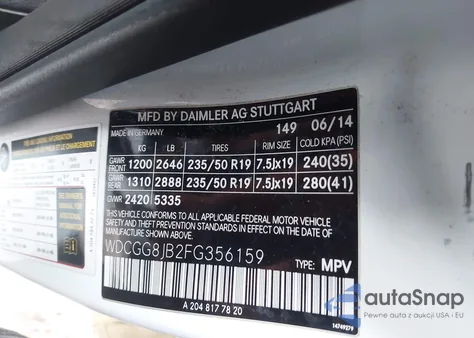 MFD BY DAIMLER AG STUTTGART
MADE IN GERMANY 149 06/14
KG LB TIRES RIM SIZE COLD KPA (PSI)
GAWR FRONT 1200 2646 235/50 R19 7.5Jx19 240(35)
GAWR REAR 1310 2888 235/50 R19 7.5Jx19 280(41)
GVWR 2420 5335
THIS VEHICLE CONFORMS TO ALL APPLICABLE FEDERAL MOTOR VEHICLE
SAFETY AND THEFT PREVENTION STANDARDS IN EFFECT ON THE DATE
OF MANUFACTURE SHOWN ABOVE.
WDCGG8JB2FG356159
TYPE: MPV
A 204 817 78 20
14749279
autoSnap
Pewne auta z aukcji USA i EU